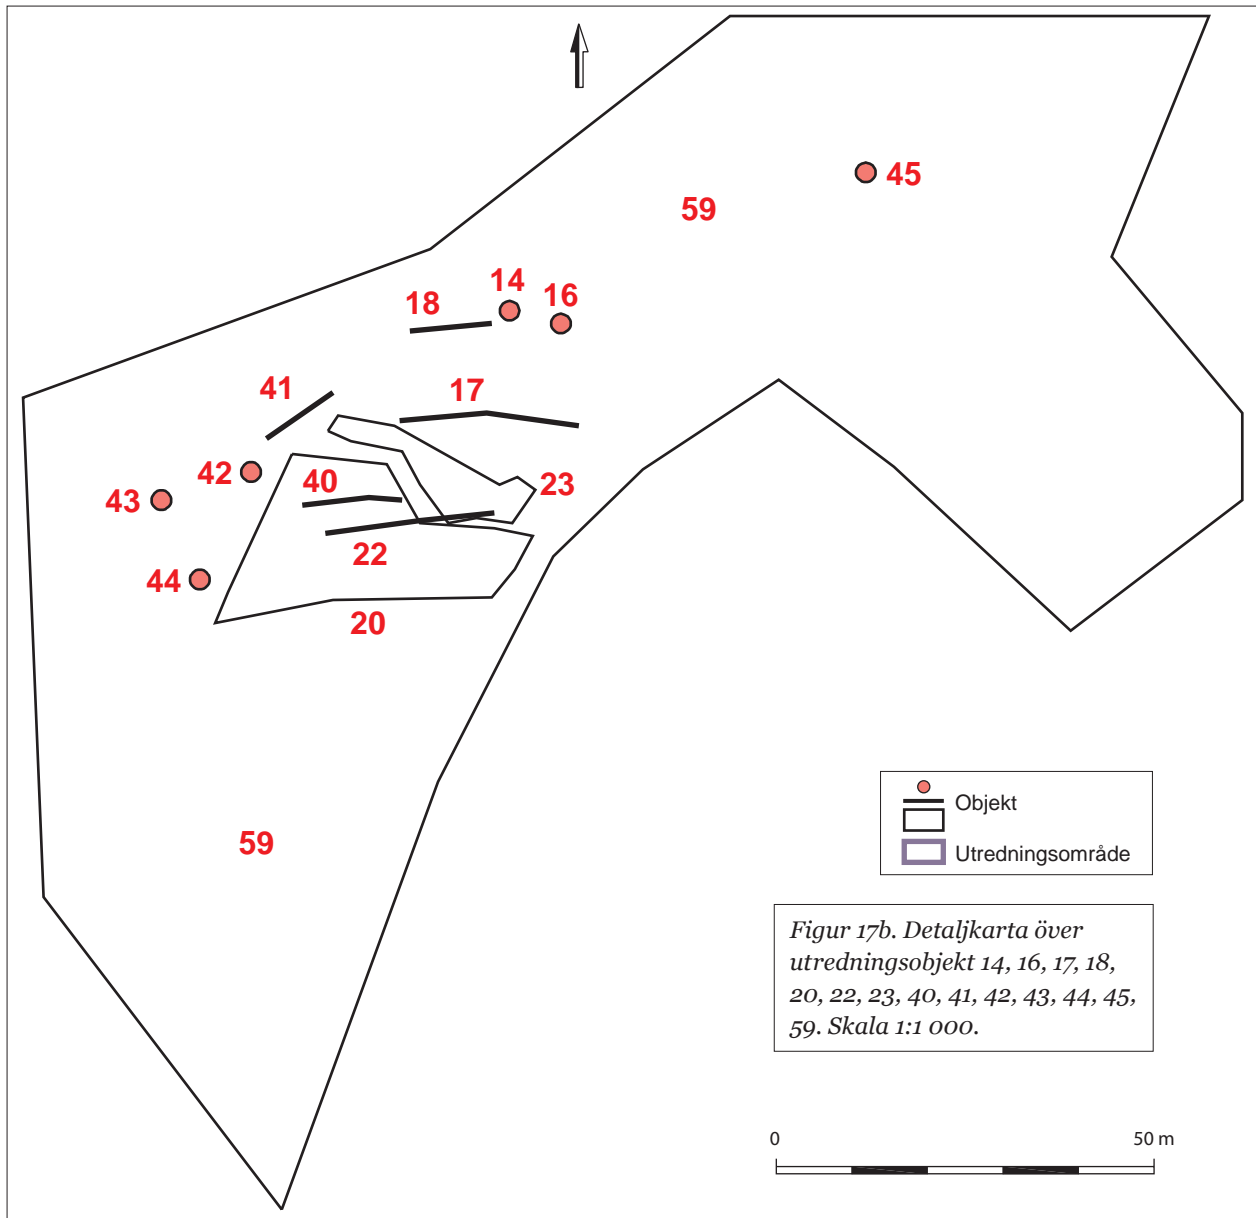 45
59
14
16
18
17
41
42
40
23
43
22
44
20
59
Objekt
Utredningsområde
Figur 17b. Detaljkarta över
utredningsobjekt 14, 16, 17, 18,
20, 22, 23, 40, 41, 42, 43, 44, 45,
59. Skala 1:1 000.
0
50 m